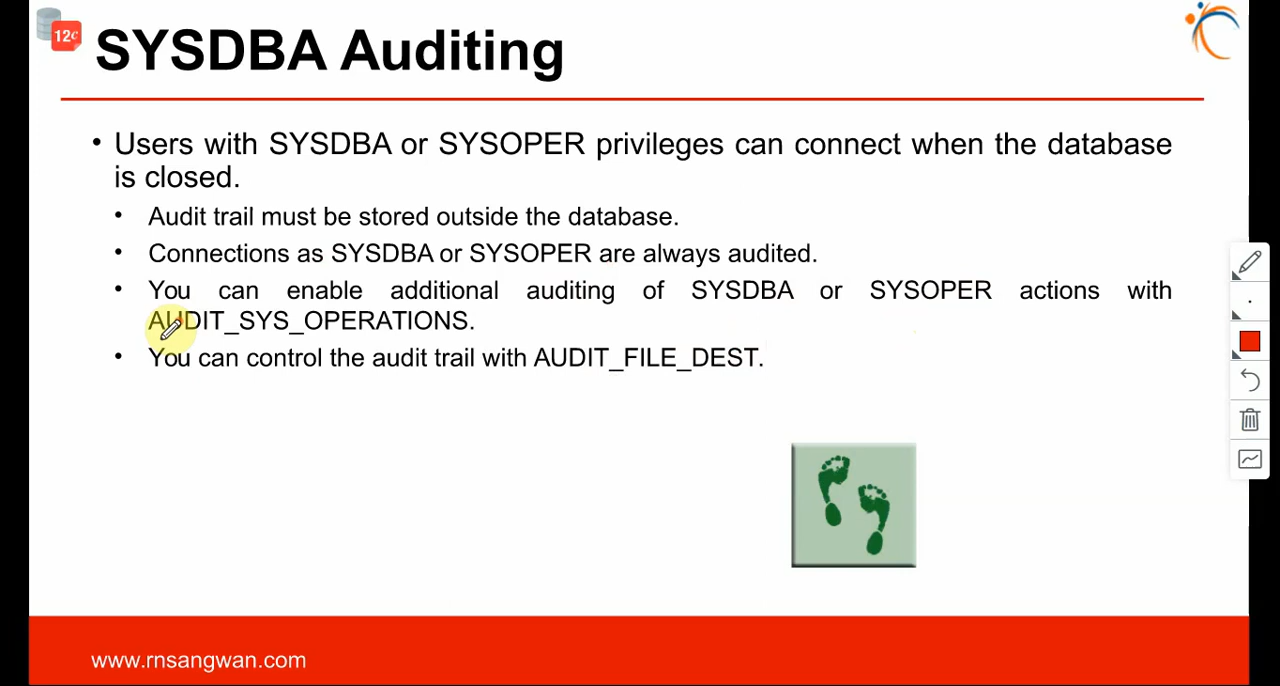 12c
SYSDBA Auditing
• Users with SYSDBA or SYSOPER privileges can connect when the database
is closed.
• Audit trail must be stored outside the database.
• Connections as SYSDBA or SYSOPER are always audited.
• You can enable additional auditing of SYSDBA or SYSOPER actions with
AUDIT_SYS_OPERATIONS.
• You can control the audit trail with AUDIT_FILE_DEST.
www.rnsangwan.com